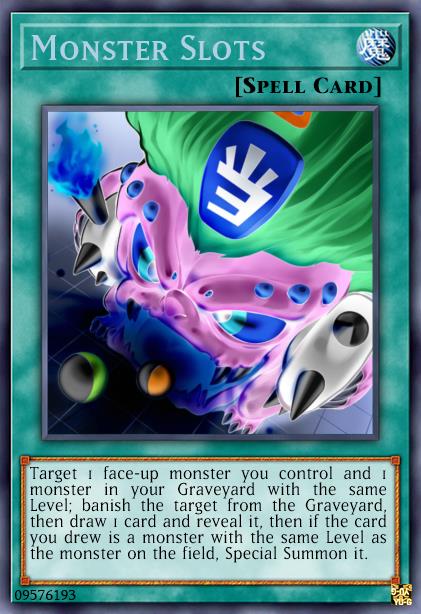 Monster Slots
魔
[Spell Card]
当
Target 1 face-up monster you control and 1
monster in your Graveyard with the same
Level; banish the target from the Graveyard,
then draw 1 card and reveal it, then if the card
you drew is a monster with the same Level as
the monster on the field, Special Summon it.
09576193